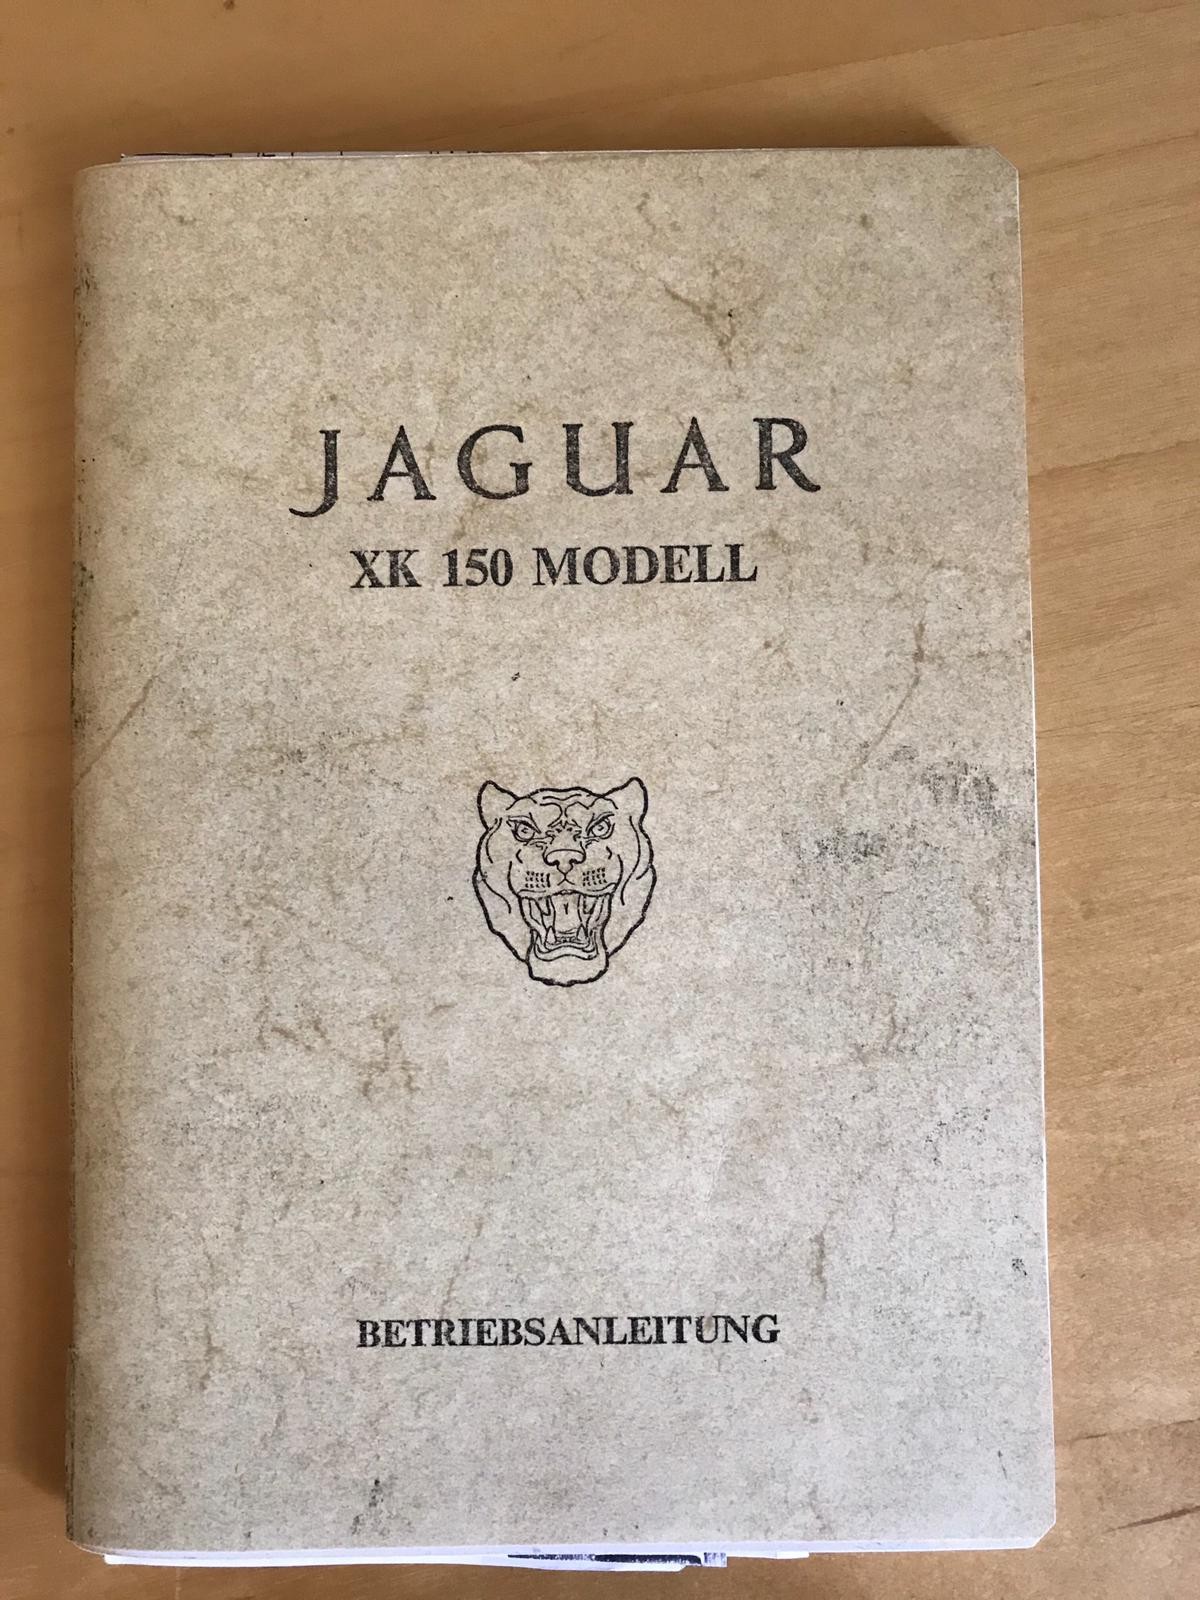 JAGUAR
XK 150 MODELL
BETRIEBSANLEITUNG